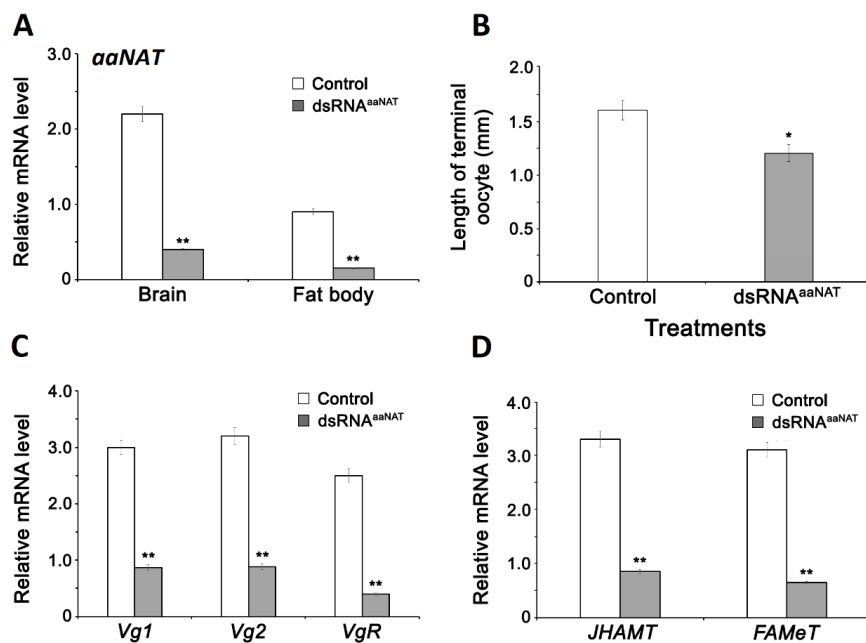 A
aaNAT
Relative mRNA level
3.0
2.0
1.0
0
Control
dsRNAaaNAT
**
**
Brain
Fat body
B
Length of terminal
oocyte (mm)
2.0
1.5
1.0
0.5
0
*
Control
dsRNAaaNAT
Treatments
C
Relative mRNA level
4.0
3.0
2.0
1.0
0.0
Control
dsRNAaaNAT
**
**
**
Vg1
Vg2
VgR
D
Relative mRNA level
4.0
3.0
2.0
1.0
0.0
Control
dsRNAaaNAT
**
**
JHAMT
FAMeT